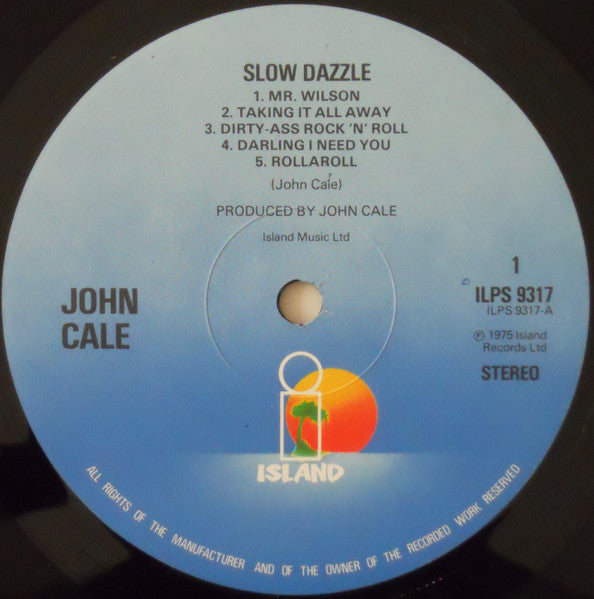 SLOW DAZZLE
1. MR. WILSON
2. TAKING IT ALL AWAY
3. DIRTY-ASS ROCK 'N' ROLL
4. DARLING I NEED YOU
5. ROLLAROLL
(John Cale)
PRODUCED BY JOHN CALE
Island Music Ltd
JOHN
CALE
1
ILPS 9317
ILPS 9317-A
Ⓟ 1975 Island
Records Ltd
STEREO
i
ISLAND
ALL RIGHTS OF THE MANUFACTURER AND OF THE OWNER OF THE RECORDED WORK RESERVED